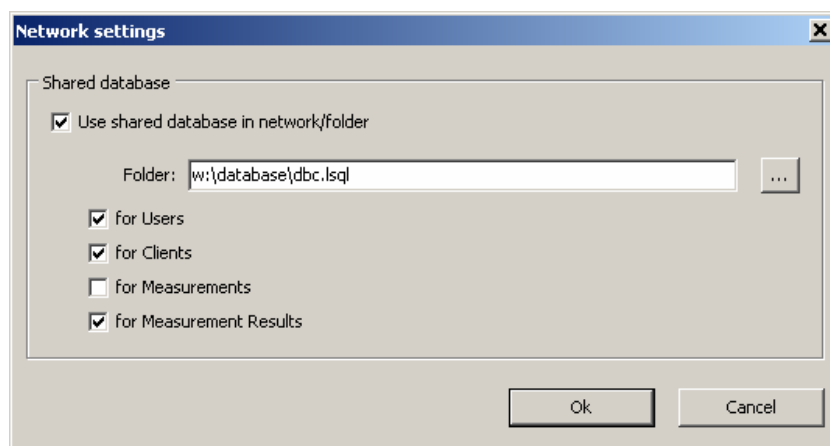 Network settings
Shared database
Use shared database in network/folder
Folder: w:\database\dbc.lsql ...
for Users
for Clients
for Measurements
for Measurement Results
Ok Cancel